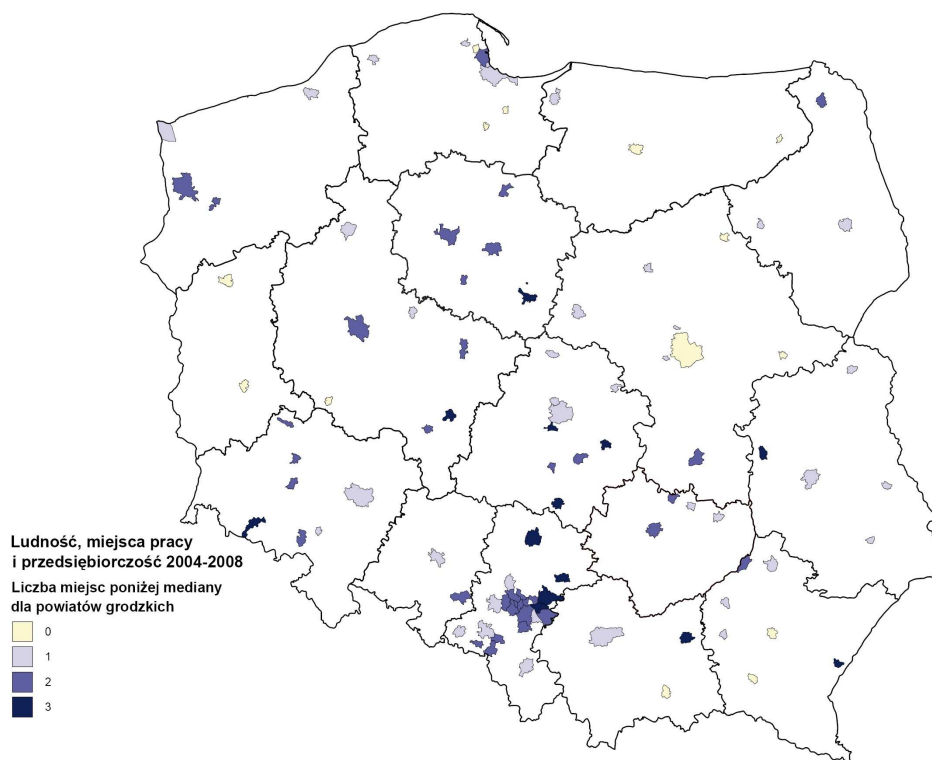 Ludność, miejsca pracy
i przedsiębiorczość 2004-2008
Liczba miejsc poniżej mediany
dla powiatów grodzkich
0
1
2
3